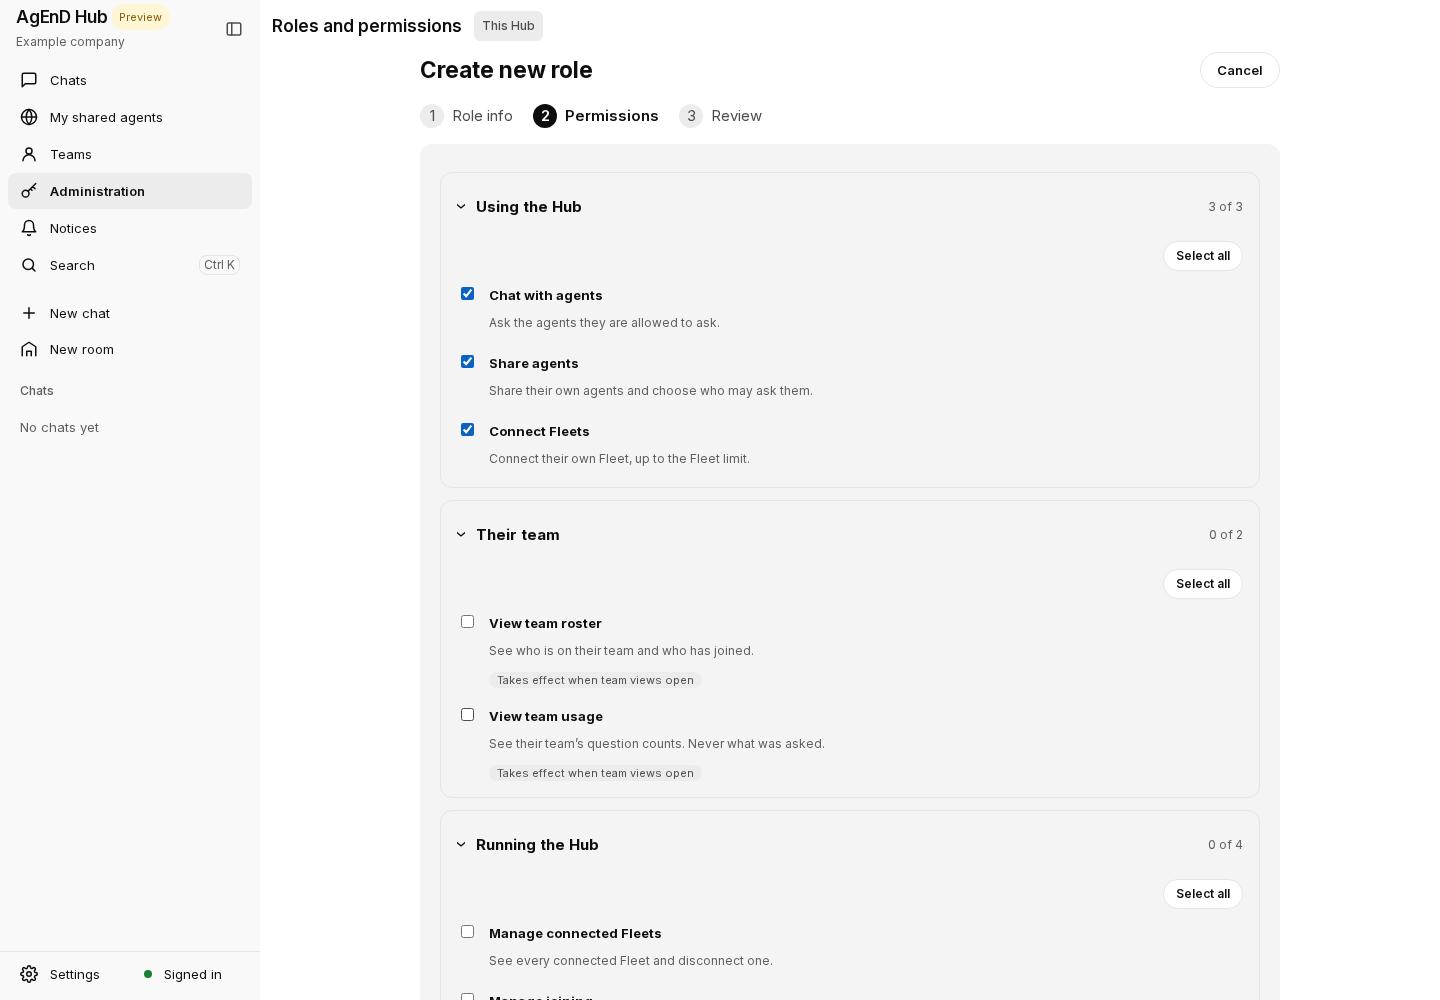 AgEnD Hub Preview
Example company
Chats
My shared agents
Teams
Administration
Notices
Search Ctrl K
New chat
New room
Chats
No chats yet
Settings Signed in
Roles and permissions This Hub
Create new role Cancel
1 Role info 2 Permissions 3 Review
Using the Hub 3 of 3
Select all
Chat with agents
Ask the agents they are allowed to ask.
Share agents
Share their own agents and choose who may ask them.
Connect Fleets
Connect their own Fleet, up to the Fleet limit.
Their team 0 of 2
Select all
View team roster
See who is on their team and who has joined.
Takes effect when team views open
View team usage
See their team’s question counts. Never what was asked.
Takes effect when team views open
Running the Hub 0 of 4
Select all
Manage connected Fleets
See every connected Fleet and disconnect one.
Manage joining